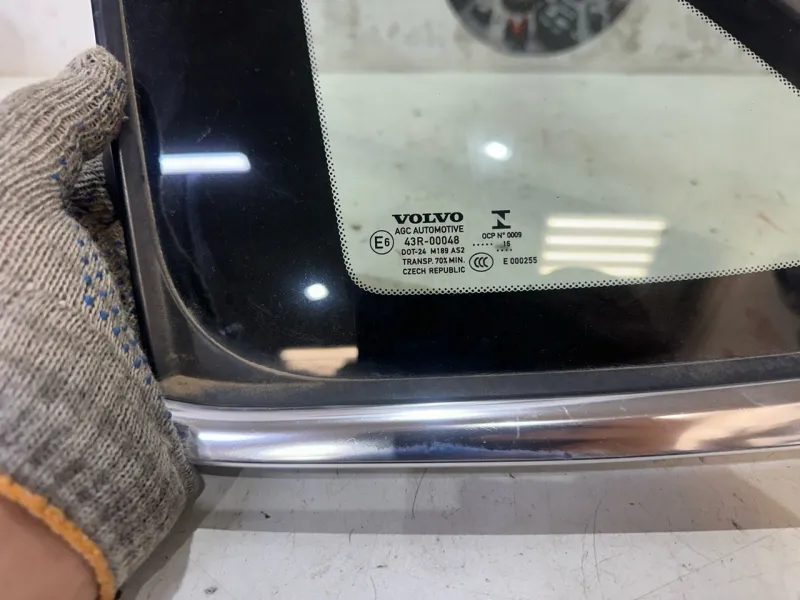 VOLVO
AGC AUTOMOTIVE
43R-00048
DOT-24 M189 AS2
TRANSP. 70% MIN.
CZECH REPUBLIC
E6
OCP N° 0009
..... 16 ....
CCC
E 000255